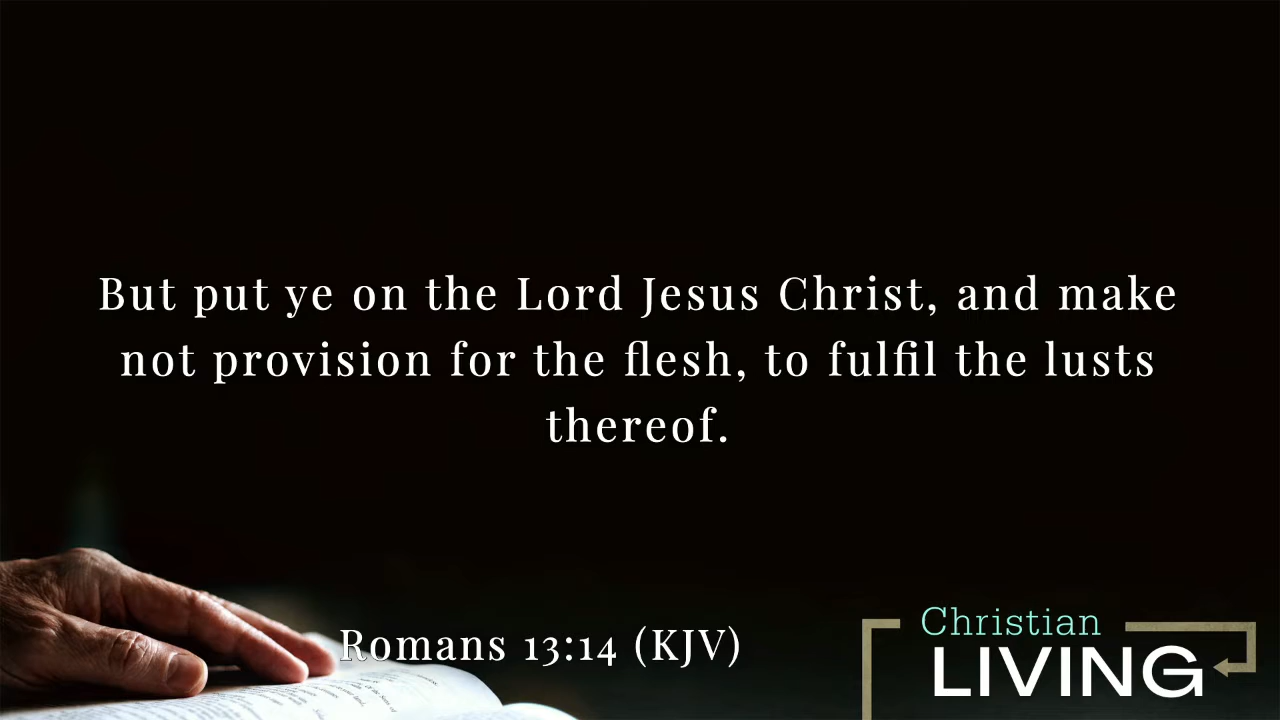 But put ye on the Lord Jesus Christ, and make
not provision for the flesh, to fulfil the lusts
thereof.
Romans 13:14 (KJV)
Christian
LIVING